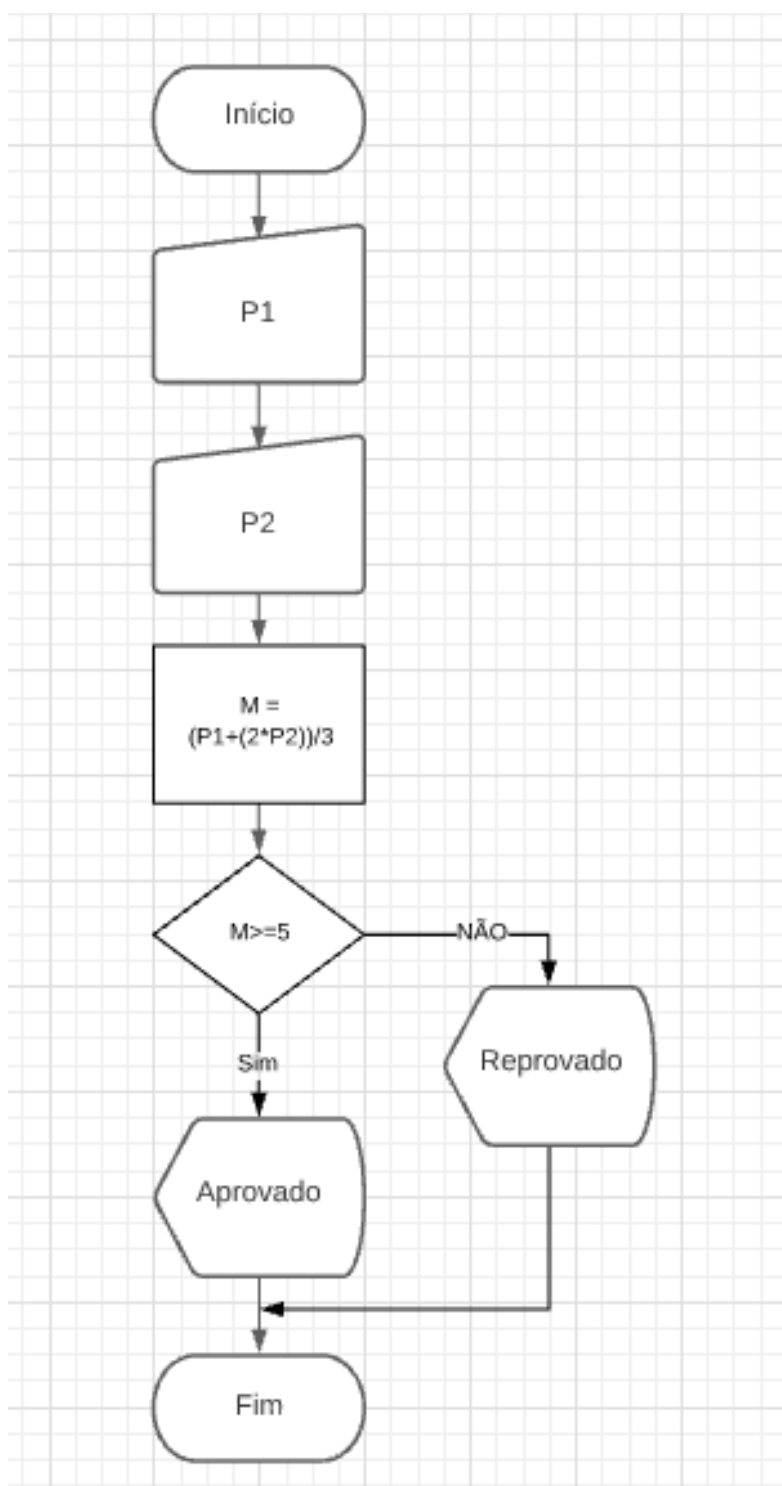 Início
P1
P2
M =
(P1+(2*P2))/3
M>=5
NÃO
Sim
Reprovado
Aprovado
Fim